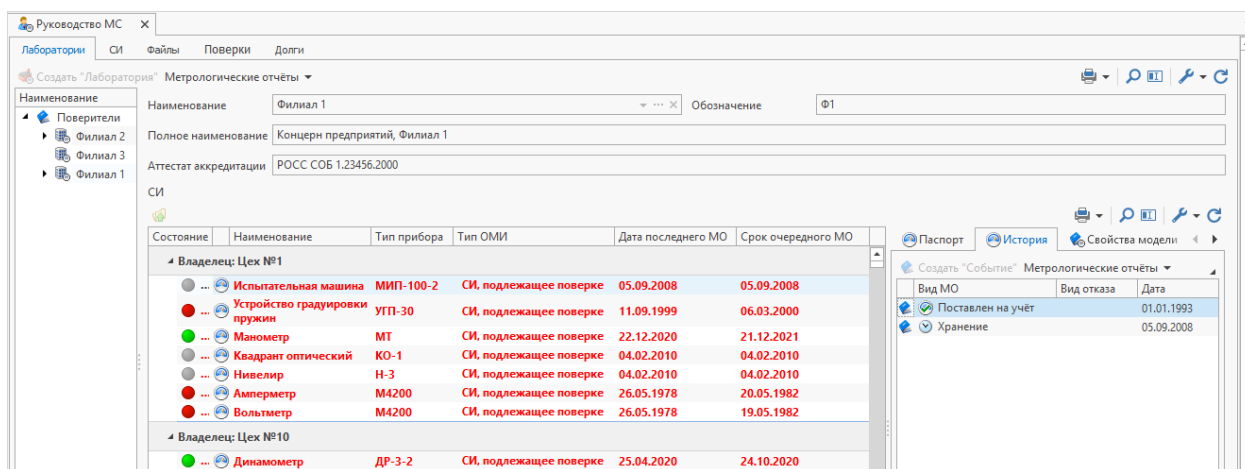 Руководство МС
Лаборатории СИ Файлы Поверки Долги
Создать "Лаборатория" Метрологические отчёты
Наименование
Поверители
Филиал 2
Филиал 3
Филиал 1
Наименование Филиал 1 Обозначение Ф1
Полное наименование Концерн предприятий, Филиал 1
Аттестат аккредитации РОСС СОБ 1.23456.2000
СИ
Состояние Наименование Тип прибора Тип ОМИ Дата последнего МО Срок очередного МО
Владелец: Цех №1
... Испытательная машина МИП-100-2 СИ, подлежащее поверке 05.09.2008 05.09.2008
... Устройство градуировки пружин УГП-30 СИ, подлежащее поверке 11.09.1999 06.03.2000
... Манометр МТ СИ, подлежащее поверке 22.12.2020 21.12.2021
... Квадрант оптический КО-1 СИ, подлежащее поверке 04.02.2010 04.02.2010
... Нивелир Н-3 СИ, подлежащее поверке 04.02.2010 04.02.2010
... Амперметр М4200 СИ, подлежащее поверке 26.05.1978 20.05.1982
... Вольтметр М4200 СИ, подлежащее поверке 26.05.1978 19.05.1982
Владелец: Цех №10
... Динамометр ДР-3-2 СИ, подлежащее поверке 25.04.2020 24.10.2020
Паспорт История Свойства модели
Создать "Событие" Метрологические отчёты
Вид МО Вид отказа Дата
Поставлен на учёт 01.01.1993
Хранение 05.09.2008